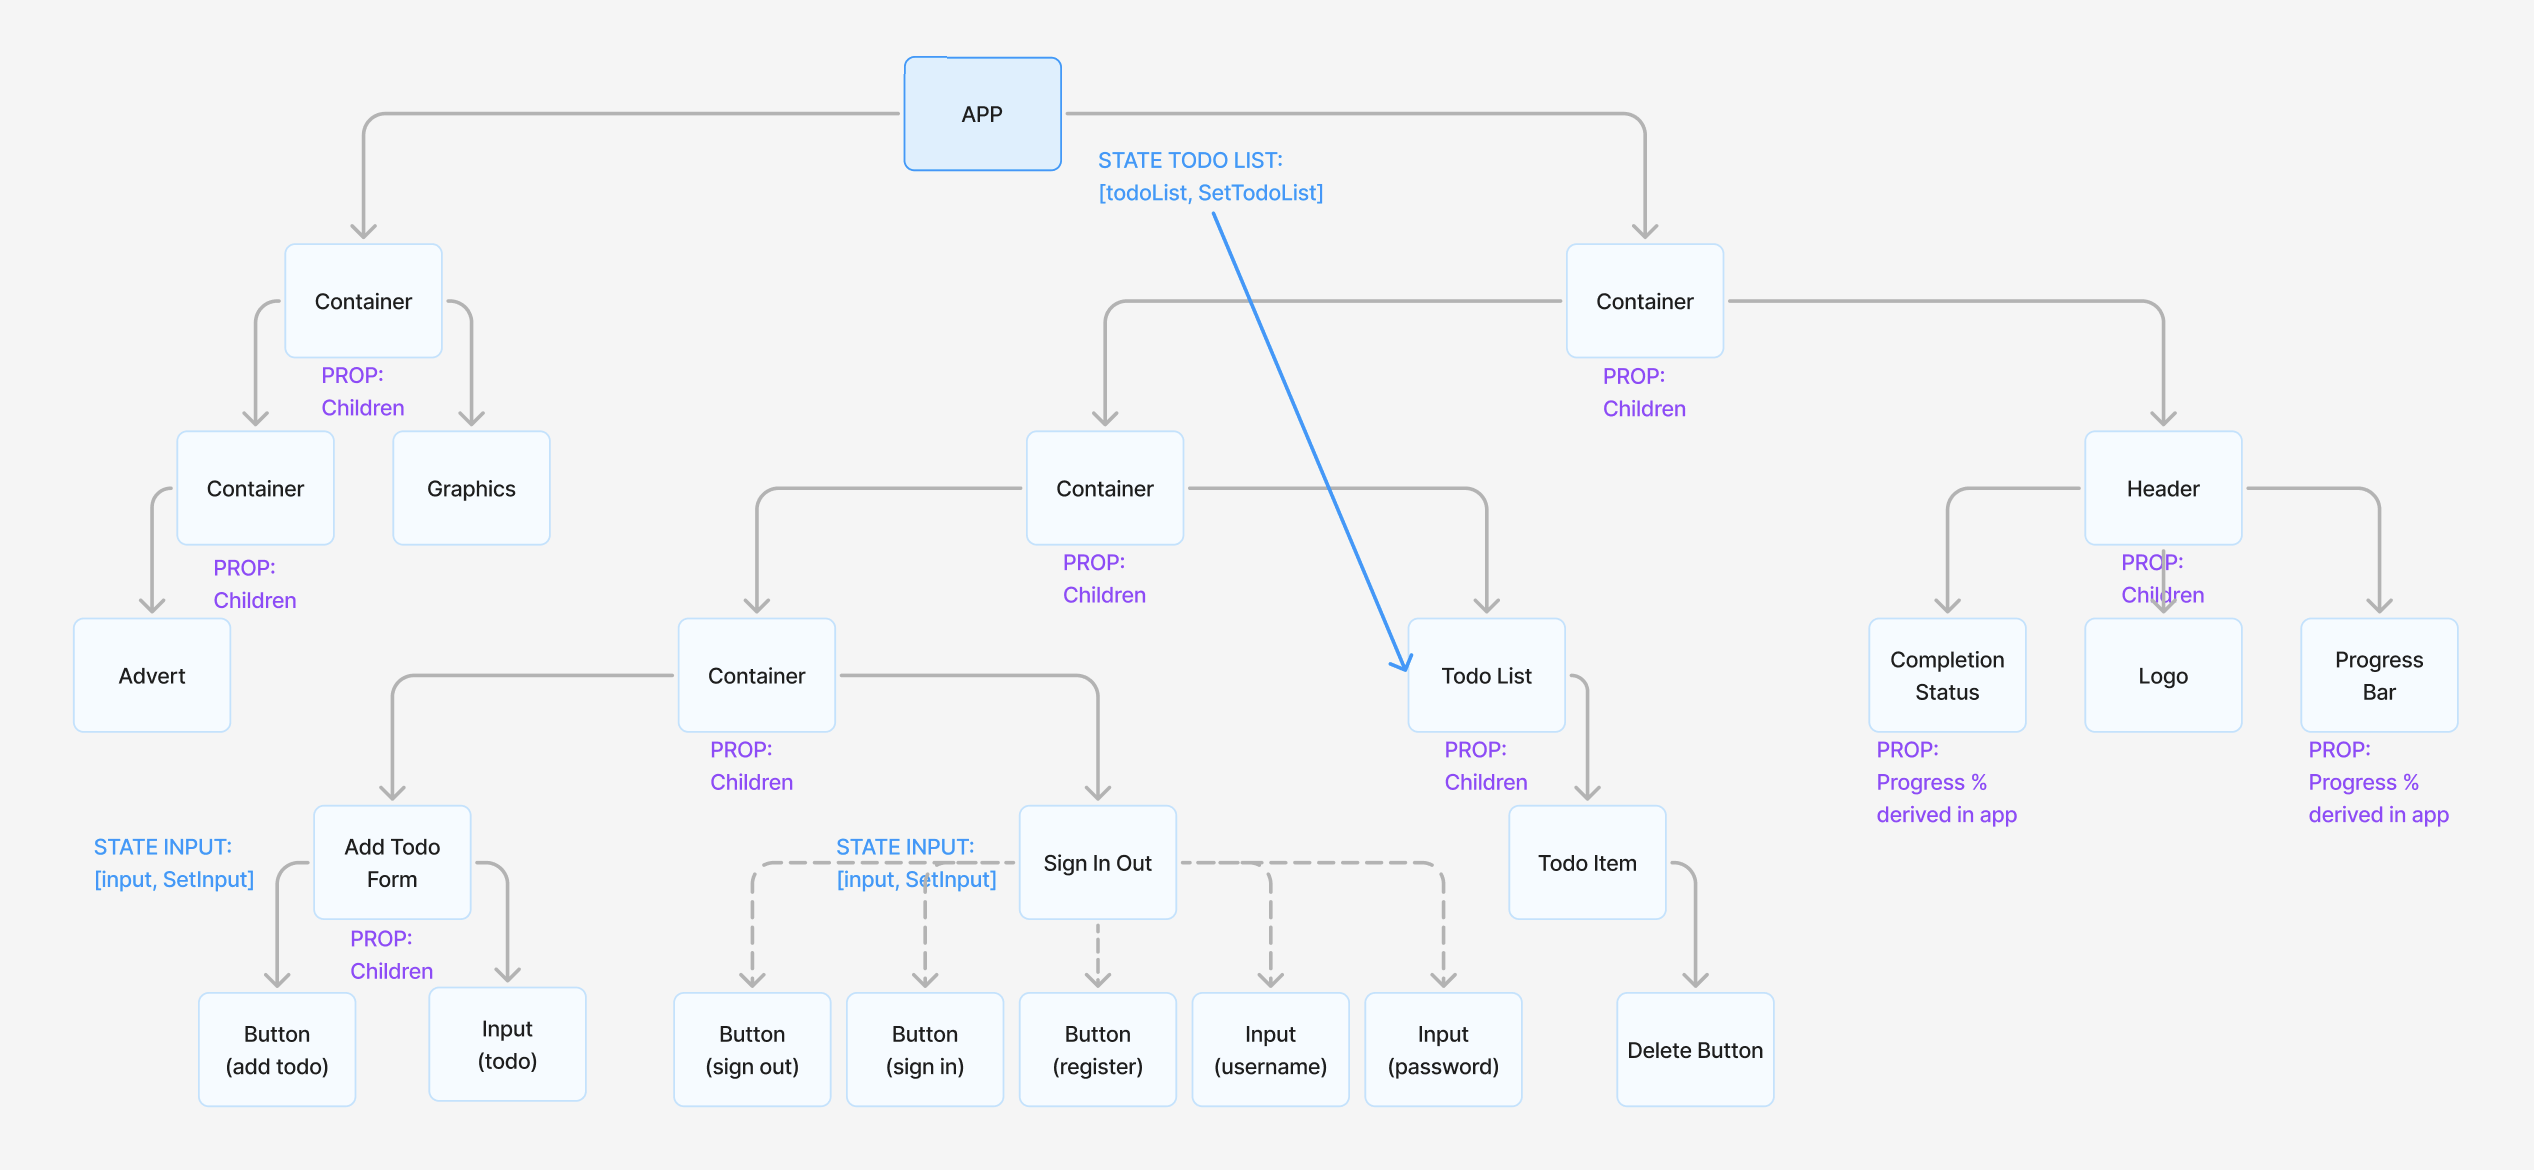 APP
STATE TODO LIST:
[todoList, SetTodoList]
Container
PROP:
Children
Container
PROP:
Children
Container
PROP:
Children
Graphics
Container
PROP:
Children
Header
PROP:
Children
Advert
Container
PROP:
Children
Todo List
PROP:
Children
Completion
Status
PROP:
Progress %
derived in app
Logo
Progress
Bar
PROP:
Progress %
derived in app
STATE INPUT:
[input, SetInput]
Add Todo
Form
PROP:
Children
STATE INPUT:
[input, SetInput]
Sign In Out
Todo Item
Button
(add todo)
Input
(todo)
Button
(sign out)
Button
(sign in)
Button
(register)
Input
(username)
Input
(password)
Delete Button